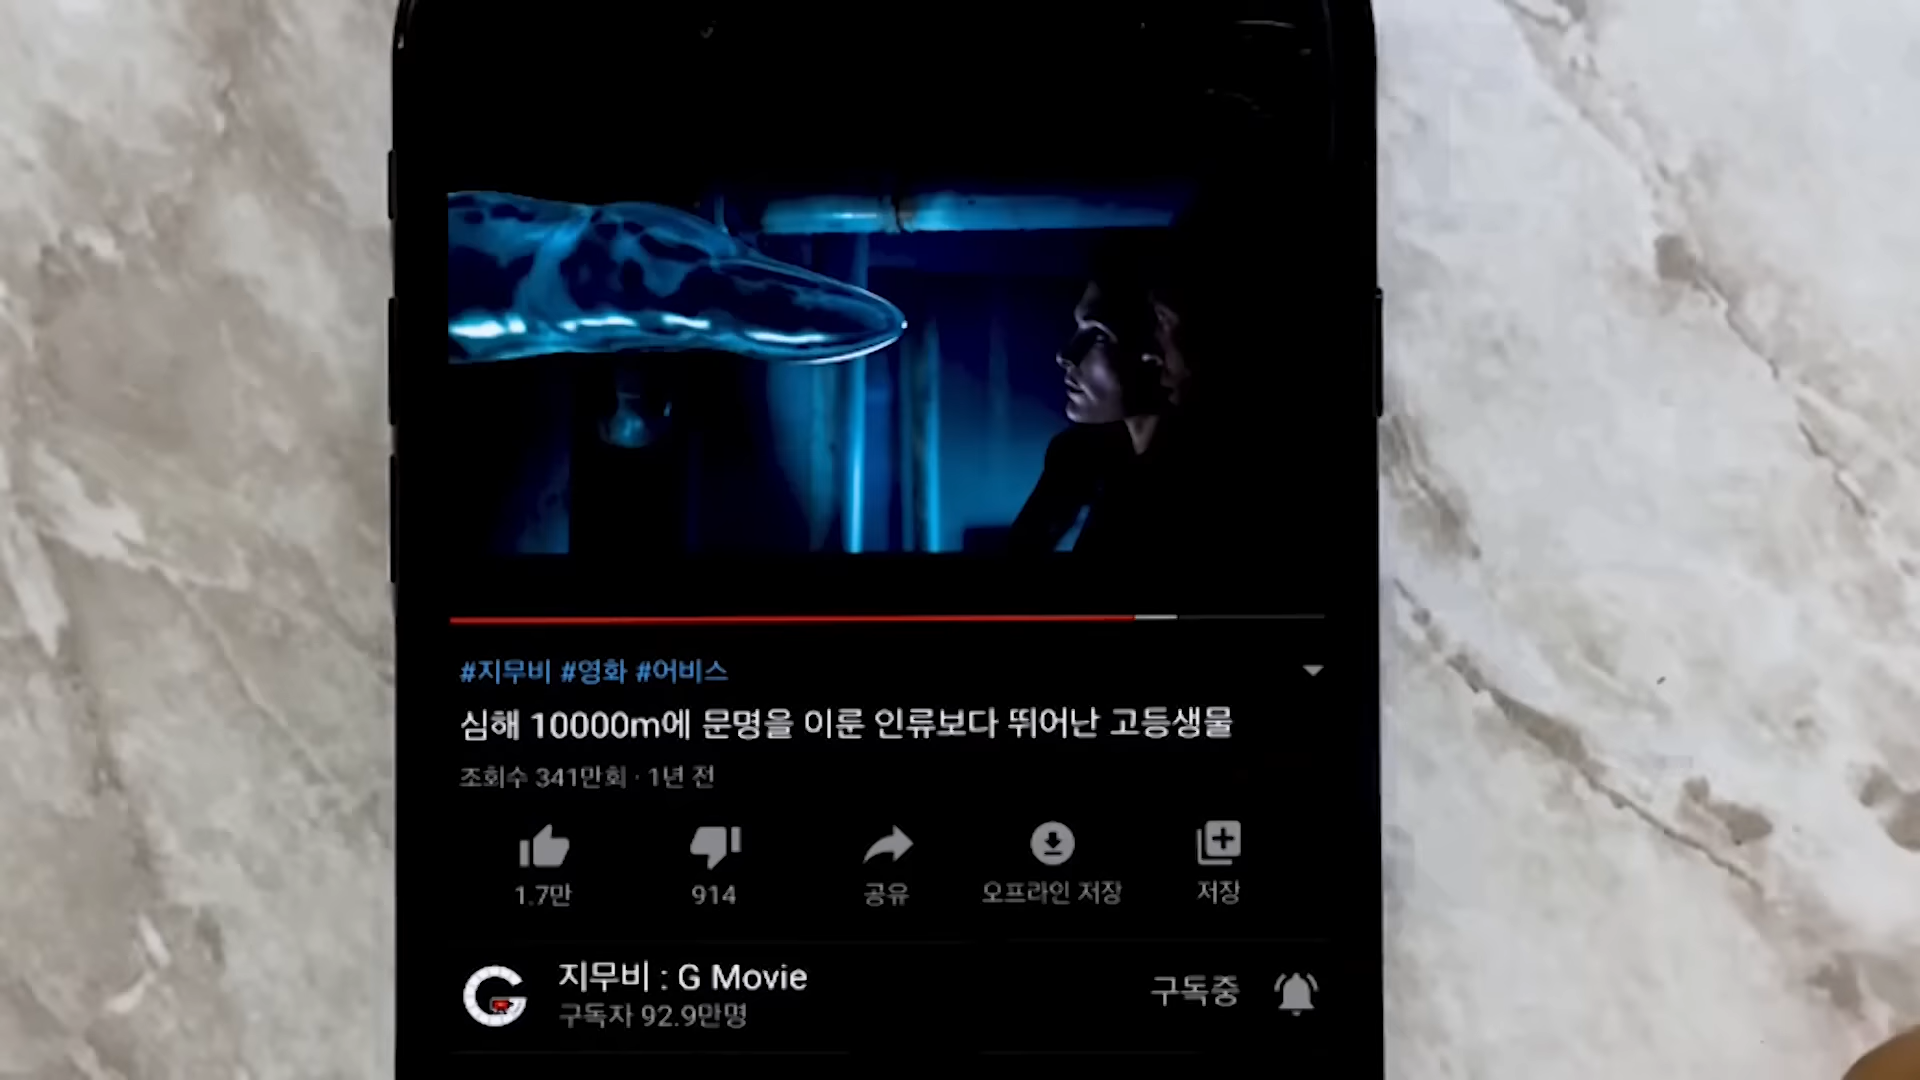 #지무비 #영화 #어비스
심해 10000m에 문명을 이룬 인류보다 뛰어난 고등생물
조회수 341만회 · 1년 전
1.7만 914 공유 오프라인 저장 저장
지무비 : G Movie
구독자 92.9만명
구독중